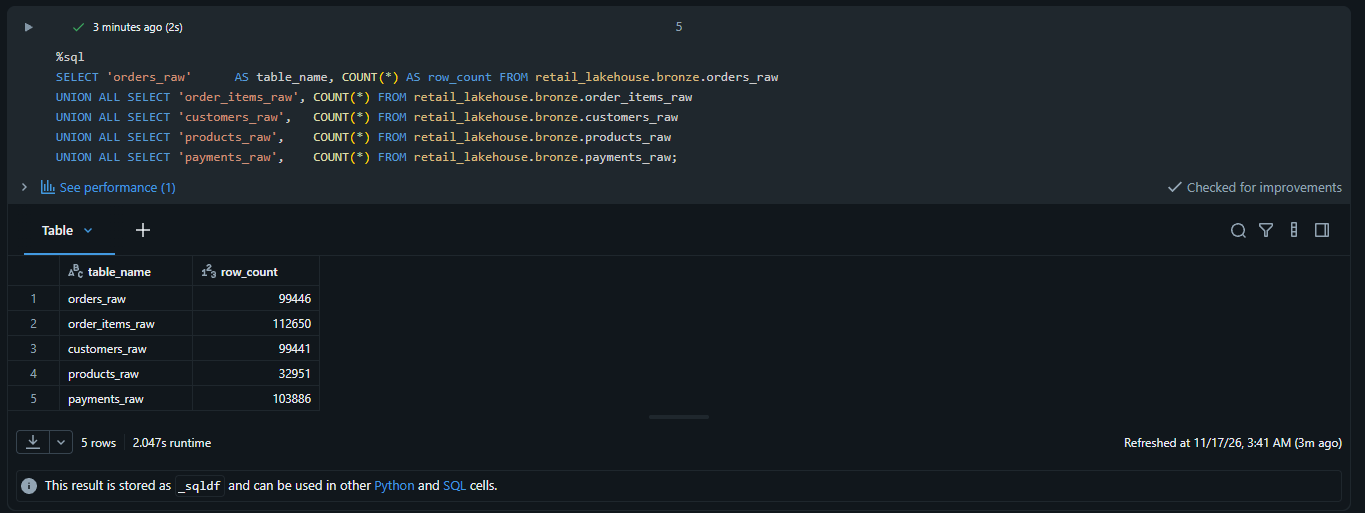 3 minutes ago (2s)
5
%sql
SELECT 'orders_raw'      AS table_name, COUNT(*) AS row_count FROM retail_lakehouse.bronze.orders_raw
UNION ALL SELECT 'order_items_raw', COUNT(*) FROM retail_lakehouse.bronze.order_items_raw
UNION ALL SELECT 'customers_raw',   COUNT(*) FROM retail_lakehouse.bronze.customers_raw
UNION ALL SELECT 'products_raw',    COUNT(*) FROM retail_lakehouse.bronze.products_raw
UNION ALL SELECT 'payments_raw',    COUNT(*) FROM retail_lakehouse.bronze.payments_raw;
See performance (1)
Checked for improvements
Table
ABC table_name 123 row_count
1 orders_raw 99446
2 order_items_raw 112650
3 customers_raw 99441
4 products_raw 32951
5 payments_raw 103886
5 rows 2.047s runtime
Refreshed at 11/17/26, 3:41 AM (3m ago)
This result is stored as _sqldf and can be used in other Python and SQL cells.